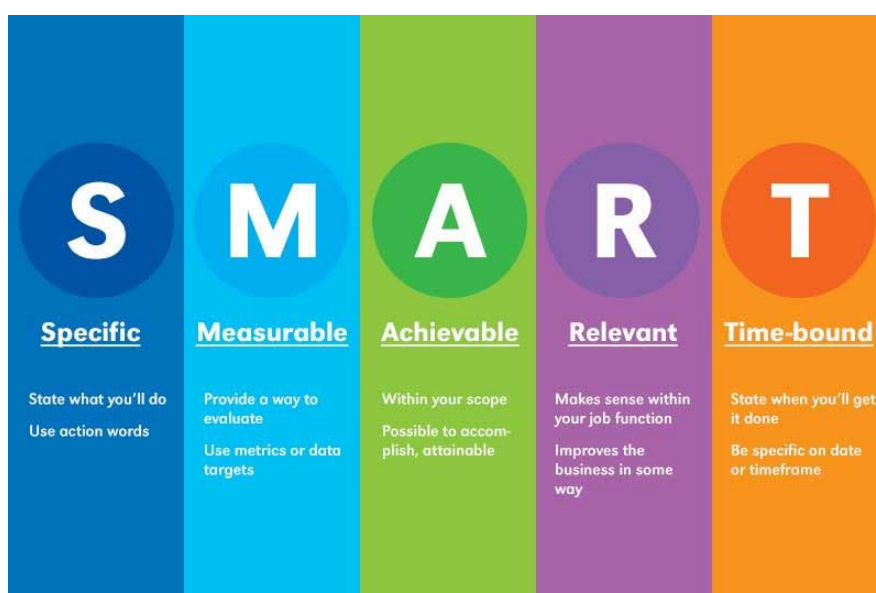 S
Specific
State what you'll do
Use action words
M
Measurable
Provide a way to
evaluate
Use metrics or data
targets
A
Achievable
Within your scope
Possible to accom-
plish, attainable
R
Relevant
Makes sense within
your job function
Improves the
business in some
way
T
Time-bound
State when you'll get
it done
Be specific on date
or timeframe